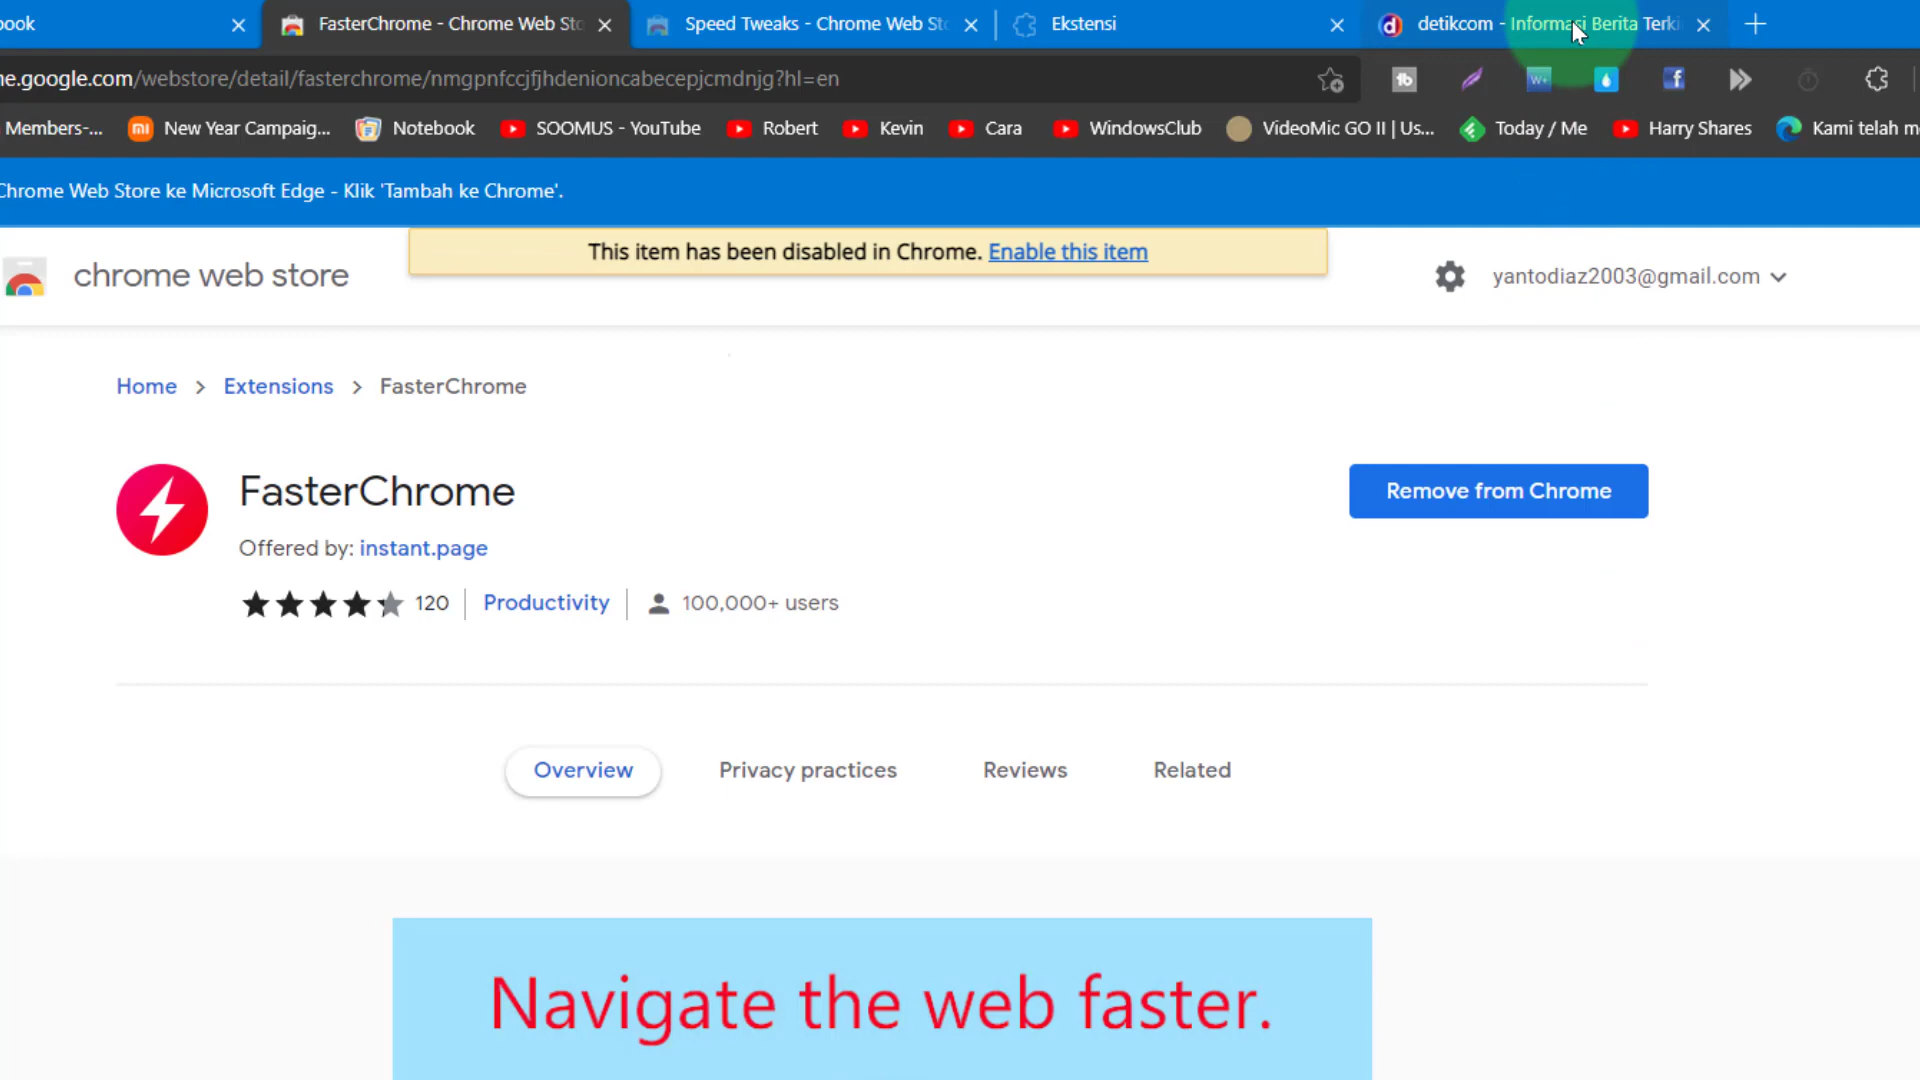 ook
FasterChrome - Chrome Web Sto
Speed Tweaks - Chrome Web Sto
Ekstensi
detikcom - Informasi Berita Terki
e.google.com/webstore/detail/fasterchrome/nmgpnfccjfjhdenioncabecepjcmdnjg?hl=en
Members-...
New Year Campaig...
Notebook
SOOMUS - YouTube
Robert
Kevin
Cara
WindowsClub
VideoMic GO II | Us...
Today / Me
Harry Shares
Kami telah m
Chrome Web Store ke Microsoft Edge - Klik 'Tambah ke Chrome'.
This item has been disabled in Chrome. Enable this item
chrome web store
yantodiaz2003@gmail.com
Home > Extensions > FasterChrome
FasterChrome
Remove from Chrome
Offered by: instant.page
120
Productivity
100,000+ users
Overview
Privacy practices
Reviews
Related
Navigate the web faster.